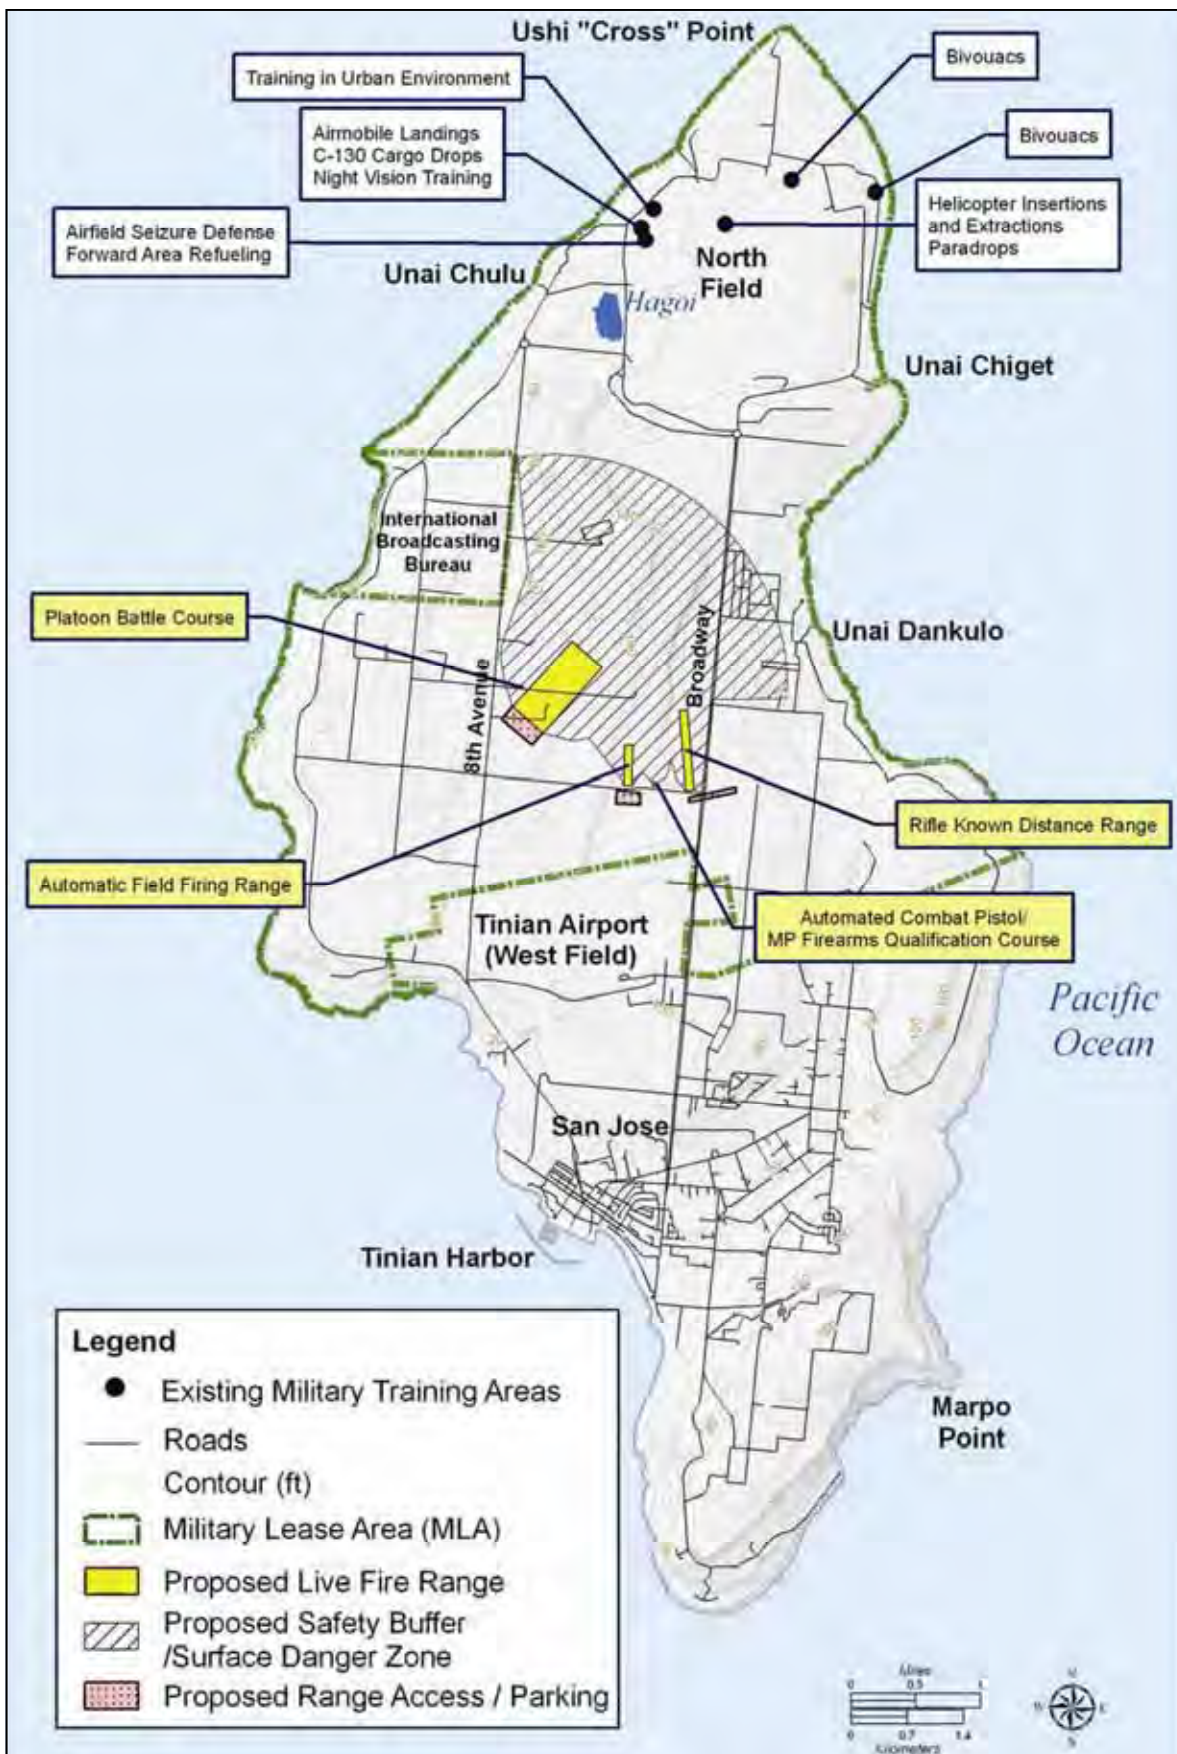 Ushi "Cross" Point
Training in Urban Environment
Bivouacs
Airmobile Landings
C-130 Cargo Drops
Night Vision Training
Bivouacs
Airfield Seizure Defense
Forward Area Refueling
Helicopter Insertions
and Extractions
Paradrops
North
Field
Unai Chulu
Hagoi
Unai Chiget
International
Broadcasting
Bureau
Platoon Battle Course
Unai Dankulo
Broadway
8th Avenue
Rifle Known Distance Range
Automatic Field Firing Range
Automated Combat Pistol/
MP Firearms Qualification Course
Tinian Airport
(West Field)
Pacific
Ocean
San Jose
Tinian Harbor
Marpo
Point
Legend
Existing Military Training Areas
Roads
Contour (ft)
Military Lease Area (MLA)
Proposed Live Fire Range
Proposed Safety Buffer
/Surface Danger Zone
Proposed Range Access / Parking
Miles
0 0.5 1
0 0.7 1.4
Kilometers
N
W E
S